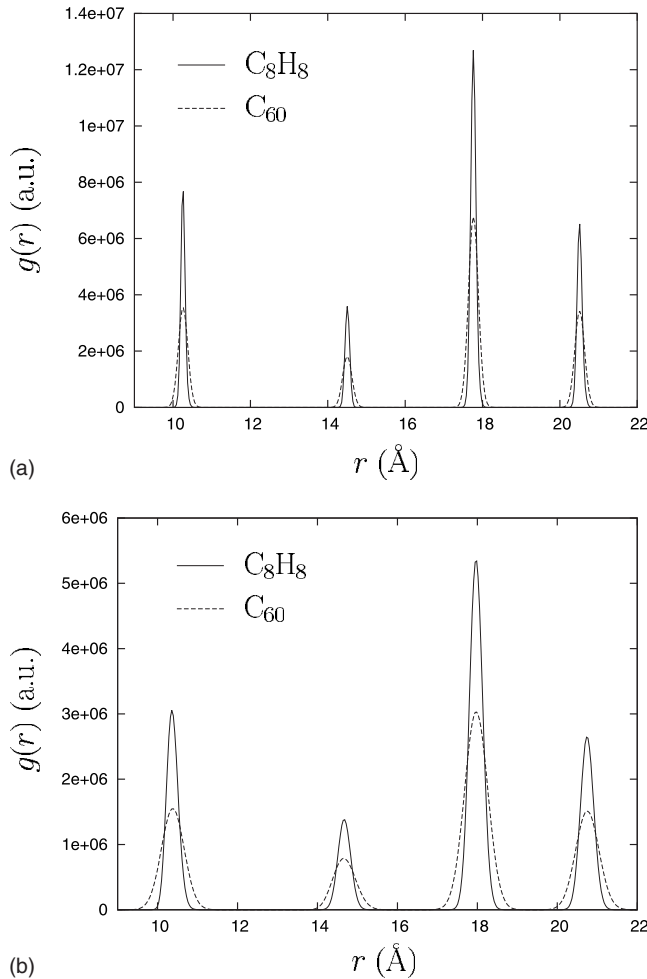 1.4e+07
1.2e+07
1e+07
8e+06
6e+06
4e+06
2e+06
0
g(r) (a.u.)
C₈H₈
C₆₀
10 12 14 16 18 20 22
r (Å)
(a)
6e+06
5e+06
4e+06
3e+06
2e+06
1e+06
0
g(r) (a.u.)
C₈H₈
C₆₀
10 12 14 16 18 20 22
r (Å)
(b)